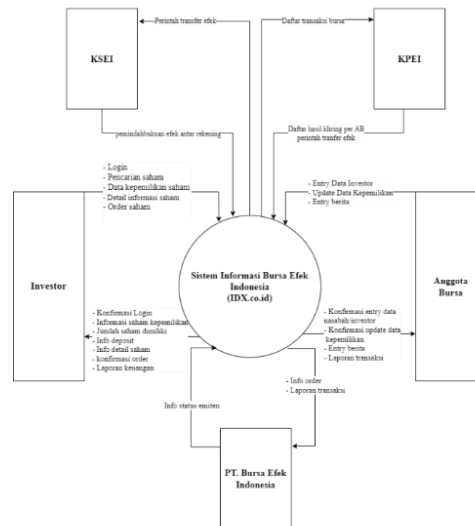 Perintah transfer efek
Daftar transaksi bursa
KSEI
KPEI
pemindahbukuan efek antar rekening
Daftar hasil kliring per AB
perintah tranfer efek
- Login
- Pencarian saham
- Data kepemilikan saham
- Detail informasi saham
- Order saham
- Entry Data Investor
- Update Data Kepemilikan
- Entry berita
Investor
Sistem Informasi Bursa Efek
Indonesia
(IDX.co.id)
Anggota
Bursa
- Konfirmasi Login
- Informasi saham kepemilikan
- Jumlah saham dimiliki
- Info deposit
- Info detail saham
- konfirmasi order
- Laporan keuangan
- Konfirmasi entry data
nasabah/investor
- Konfirmasi update data
kepemilikan
- Entry berita
- Laporan transaksi
- Info order
- Laporan transaksi
Info status emiten
PT. Bursa Efek
Indonesia